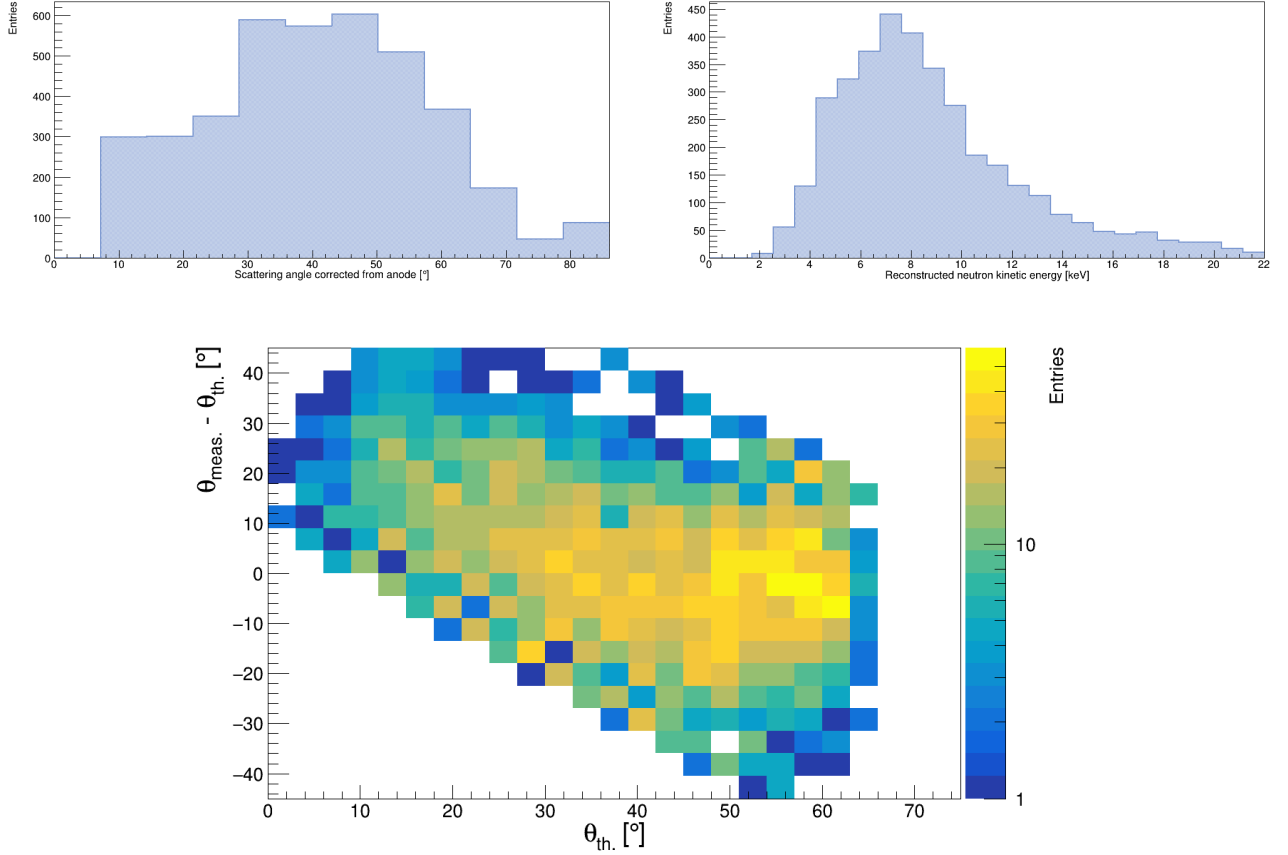 Entries
600
500
400
300
200
100
0
0 10 20 30 40 50 60 70 80
Scattering angle corrected from anode [°]
Entries
450
400
350
300
250
200
150
100
50
0
0 2 4 6 8 10 12 14 16 18 20 22
Reconstructed neutron kinetic energy [keV]
θmeas. - θth. [°]
40
30
20
10
0
−10
−20
−30
−40
0 10 20 30 40 50 60 70
θth. [°]
Entries
10
1